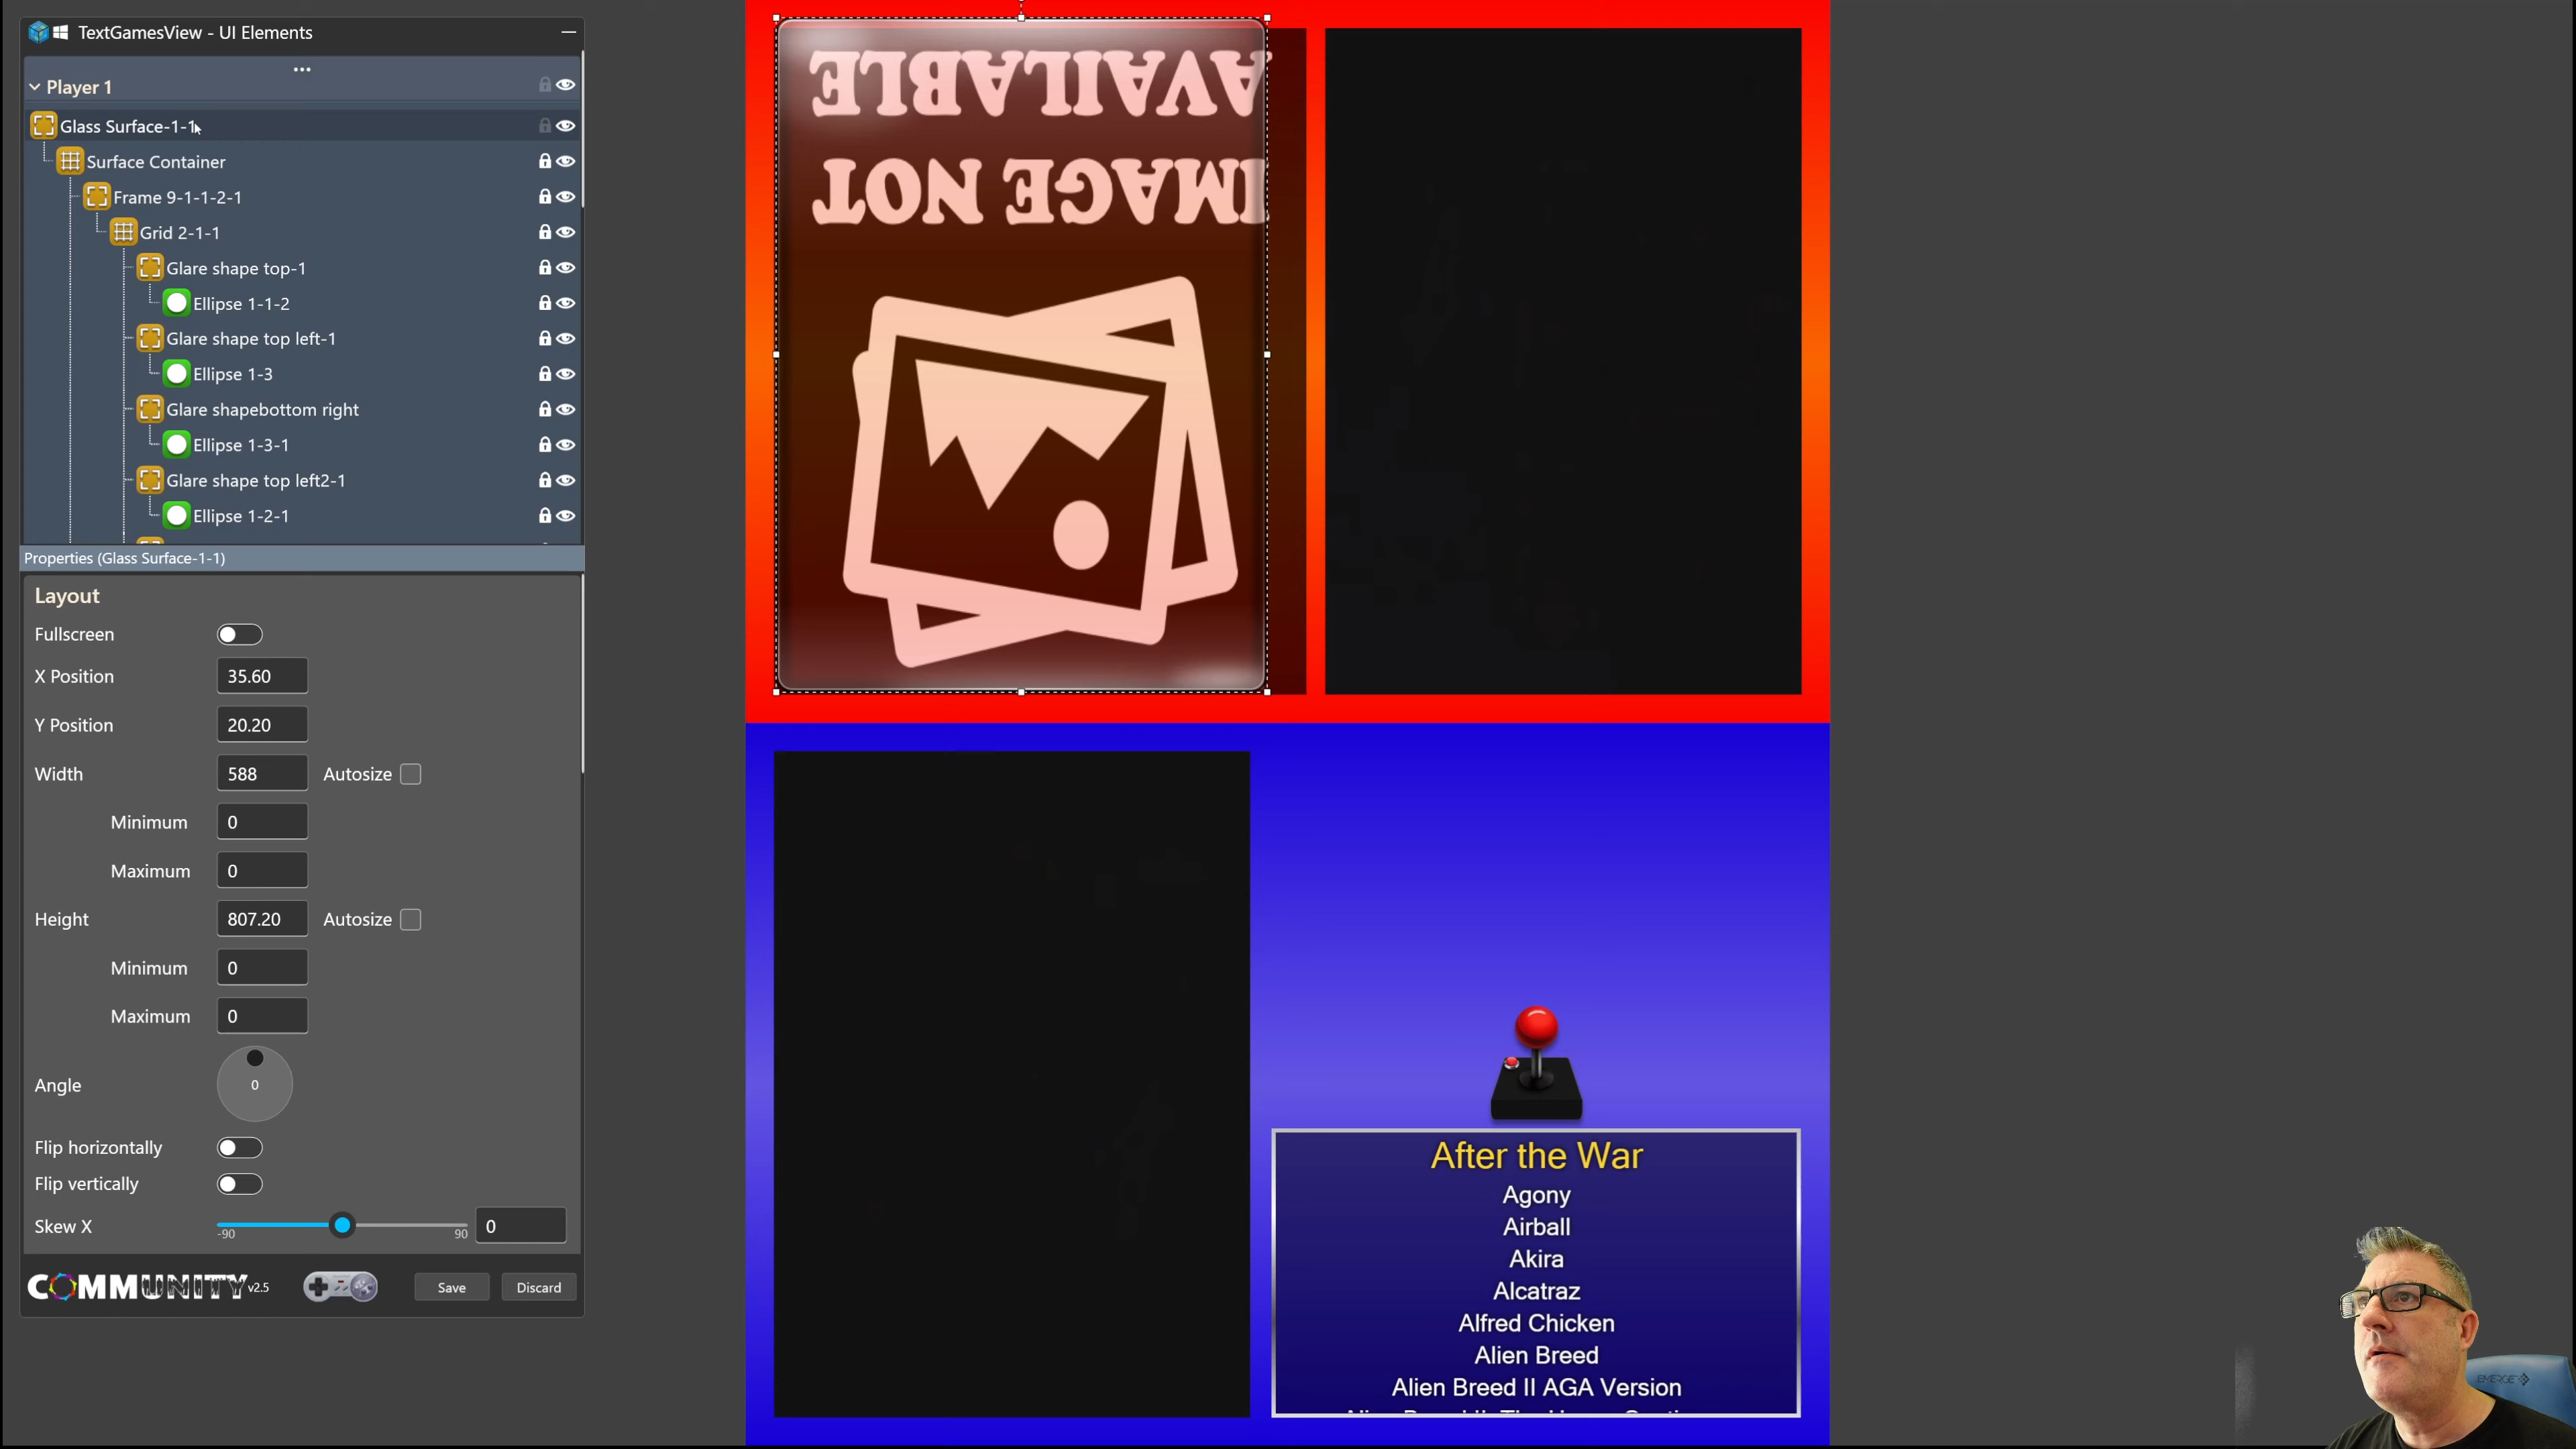 TextGamesView - UI Elements
Player 1
Glass Surface-1-1
Surface Container
Frame 9-1-1-2-1
Grid 2-1-1
Glare shape top-1
Ellipse 1-1-2
Glare shape top left-1
Ellipse 1-3
Glare shapebottom right
Ellipse 1-3-1
Glare shape top left2-1
Ellipse 1-2-1
Properties (Glass Surface-1-1)
Layout
Fullscreen
X Position 35.60
Y Position 20.20
Width 588 Autosize
Minimum 0
Maximum 0
Height 807.20 Autosize
Minimum 0
Maximum 0
Angle 0
Flip horizontally
Flip vertically
Skew X 0
-90 90
COMMUNITY v2.5
Save Discard
IMAGE NOT
AVAILABLE
After the War
Agony
Airball
Akira
Alcatraz
Alfred Chicken
Alien Breed
Alien Breed II AGA Version
EMERGE